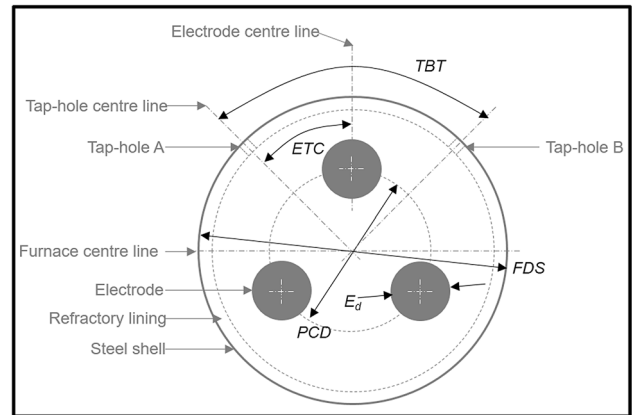 Electrode centre line
TBT
Tap-hole centre line
Tap-hole A
ETC
Tap-hole B
Furnace centre line
FDS
Electrode
Ed
Refractory lining
PCD
Steel shell